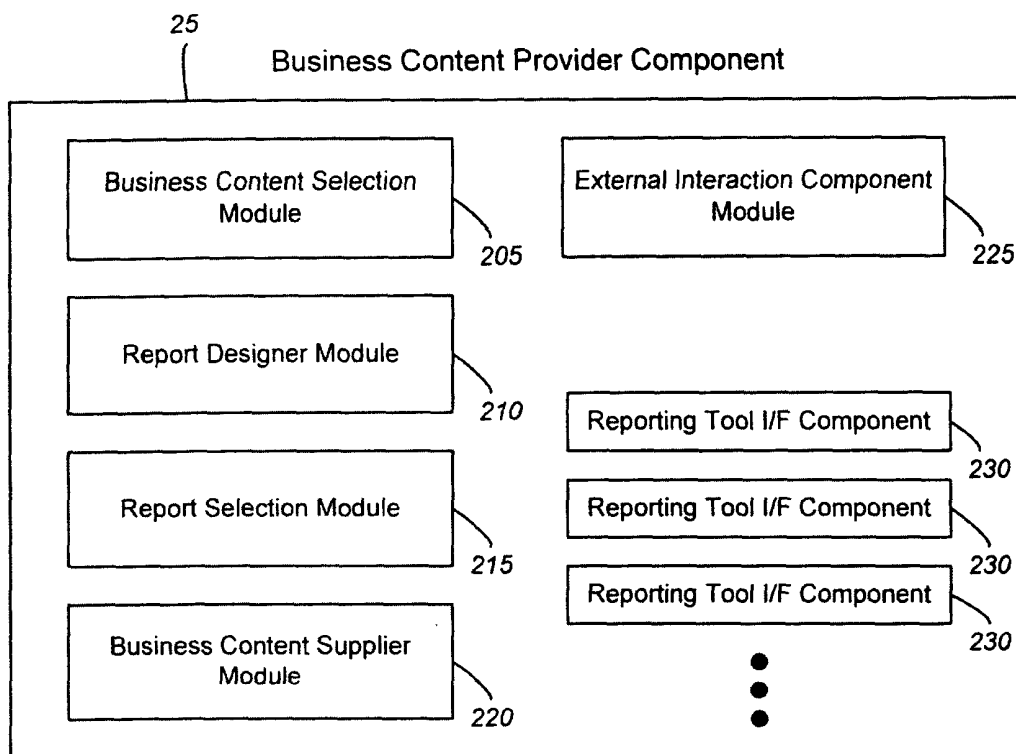 25
Business Content Provider Component
Business Content Selection
Module
205
External Interaction Component
Module
225
Report Designer Module
210
Reporting Tool I/F Component
230
Report Selection Module
215
Reporting Tool I/F Component
230
Reporting Tool I/F Component
230
Business Content Supplier
Module
220